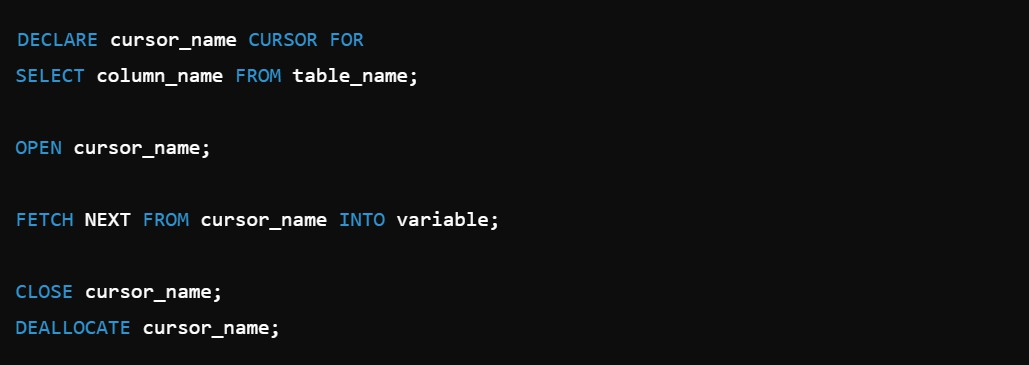 DECLARE cursor_name CURSOR FOR
SELECT column_name FROM table_name;
OPEN cursor_name;
FETCH NEXT FROM cursor_name INTO variable;
CLOSE cursor_name;
DEALLOCATE cursor_name;